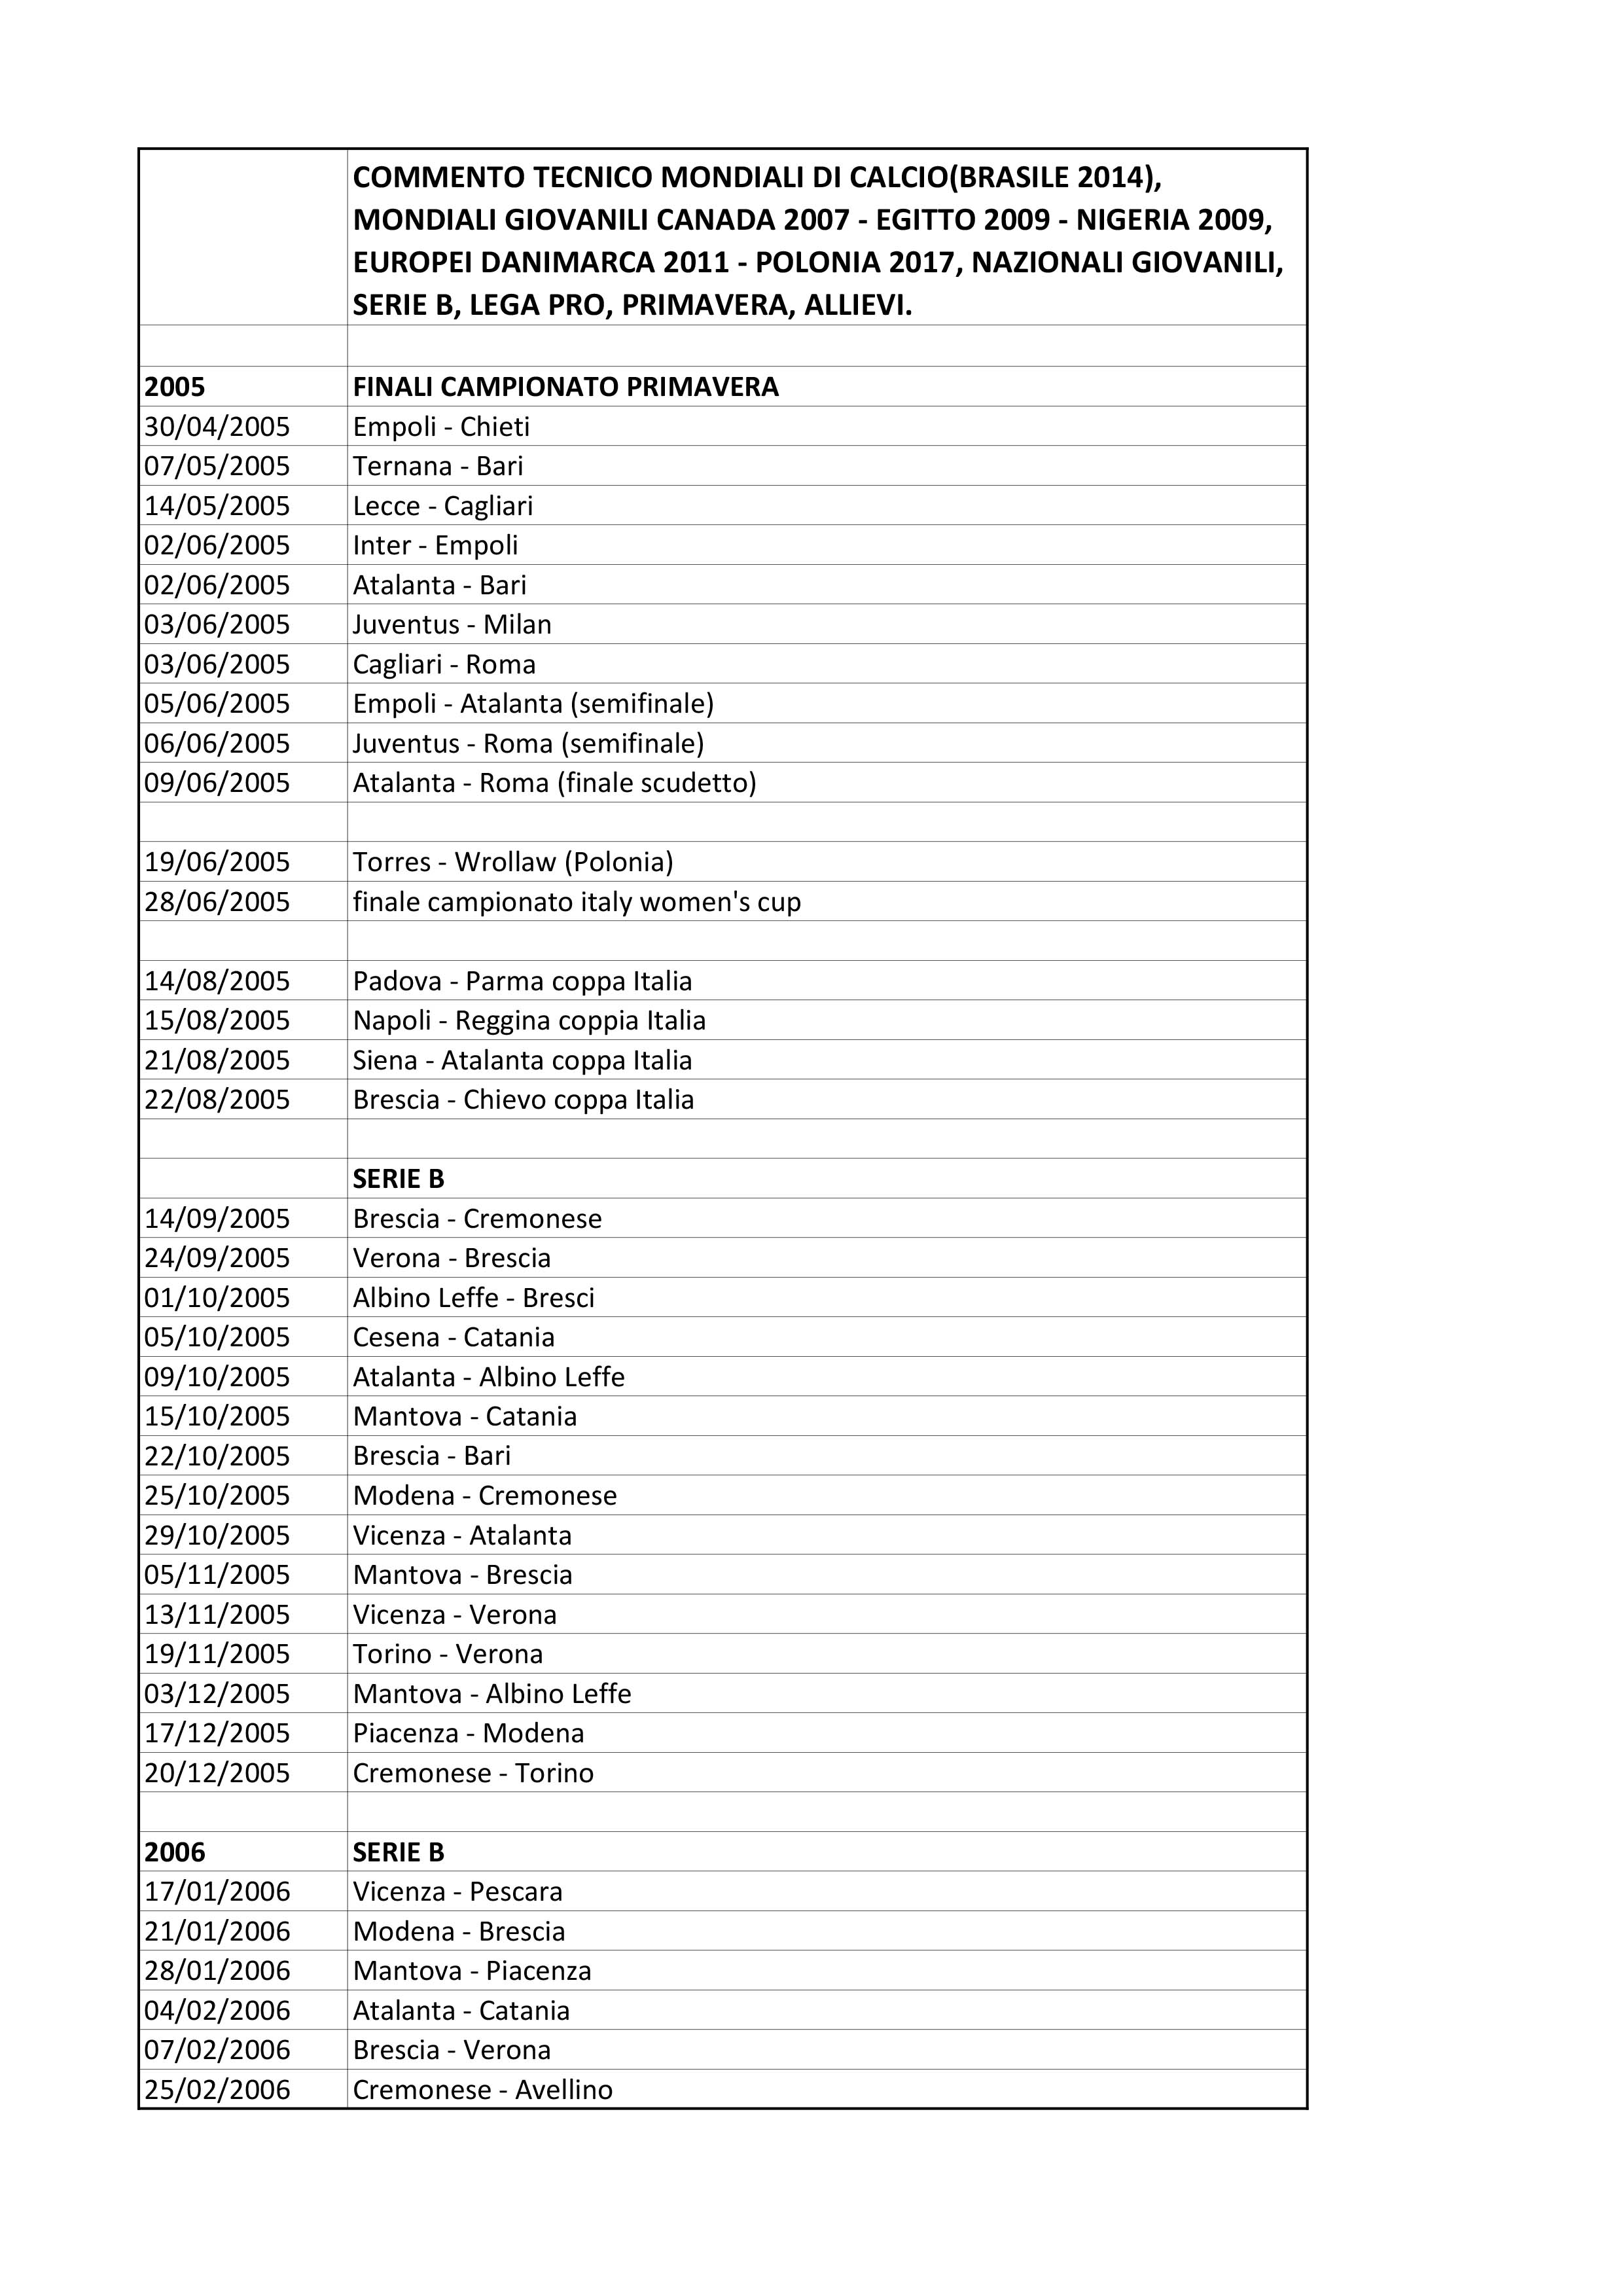 COMMENTO TECNICO MONDIALI DI CALCIO(BRASILE 2014),
MONDIALI GIOVANILI CANADA 2007 - EGITTO 2009 - NIGERIA 2009,
EUROPEI DANIMARCA 2011 - POLONIA 2017, NAZIONALI GIOVANILI,
SERIE B, LEGA PRO, PRIMAVERA, ALLIEVI.
2005 FINALI CAMPIONATO PRIMAVERA
30/04/2005 Empoli - Chieti
07/05/2005 Ternana - Bari
14/05/2005 Lecce - Cagliari
02/06/2005 Inter - Empoli
02/06/2005 Atalanta - Bari
03/06/2005 Juventus - Milan
03/06/2005 Cagliari - Roma
05/06/2005 Empoli - Atalanta (semifinale)
06/06/2005 Juventus - Roma (semifinale)
09/06/2005 Atalanta - Roma (finale scudetto)
19/06/2005 Torres - Wrollaw (Polonia)
28/06/2005 finale campionato italy women's cup
14/08/2005 Padova - Parma coppa Italia
15/08/2005 Napoli - Reggina coppia Italia
21/08/2005 Siena - Atalanta coppa Italia
22/08/2005 Brescia - Chievo coppa Italia
SERIE B
14/09/2005 Brescia - Cremonese
24/09/2005 Verona - Brescia
01/10/2005 Albino Leffe - Bresci
05/10/2005 Cesena - Catania
09/10/2005 Atalanta - Albino Leffe
15/10/2005 Mantova - Catania
22/10/2005 Brescia - Bari
25/10/2005 Modena - Cremonese
29/10/2005 Vicenza - Atalanta
05/11/2005 Mantova - Brescia
13/11/2005 Vicenza - Verona
19/11/2005 Torino - Verona
03/12/2005 Mantova - Albino Leffe
17/12/2005 Piacenza - Modena
20/12/2005 Cremonese - Torino
2006 SERIE B
17/01/2006 Vicenza - Pescara
21/01/2006 Modena - Brescia
28/01/2006 Mantova - Piacenza
04/02/2006 Atalanta - Catania
07/02/2006 Brescia - Verona
25/02/2006 Cremonese - Avellino